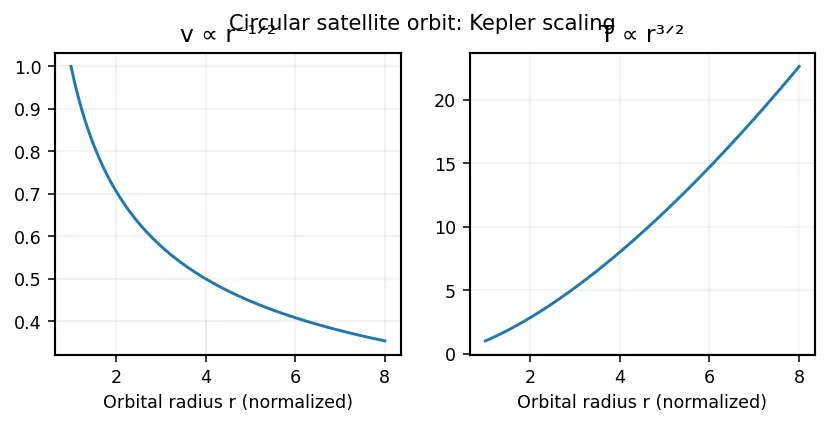 Circular satellite orbit: Kepler scaling
v ∝ r⁻¹ᐟ²
1.0
0.9
0.8
0.7
0.6
0.5
0.4
2 4 6 8
Orbital radius r (normalized)
T ∝ r³ᐟ²
20
15
10
5
0
2 4 6 8
Orbital radius r (normalized)